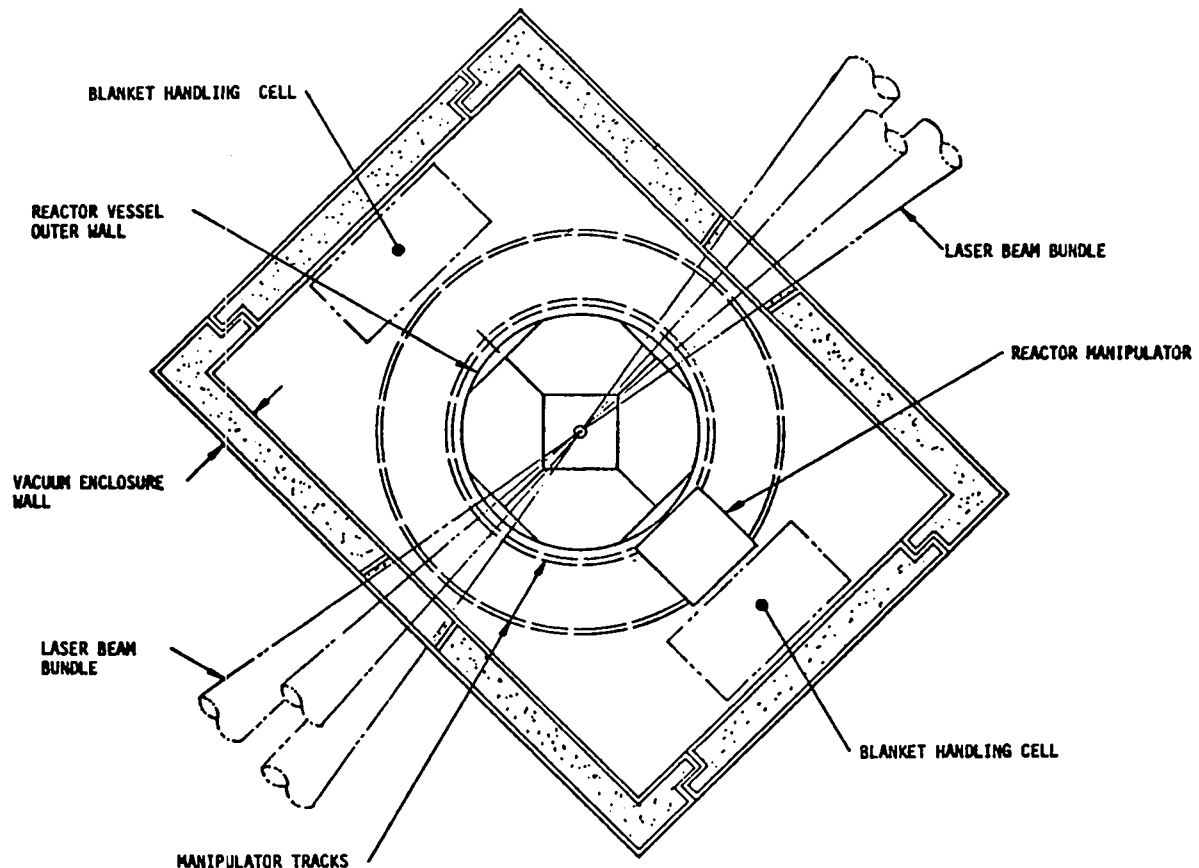 BLANKET HANDLING CELL
REACTOR VESSEL
OUTER WALL
LASER BEAM BUNDLE
REACTOR MANIPULATOR
VACUUM ENCLOSURE
WALL
LASER BEAM
BUNDLE
BLANKET HANDLING CELL
MANIPULATOR TRACKS